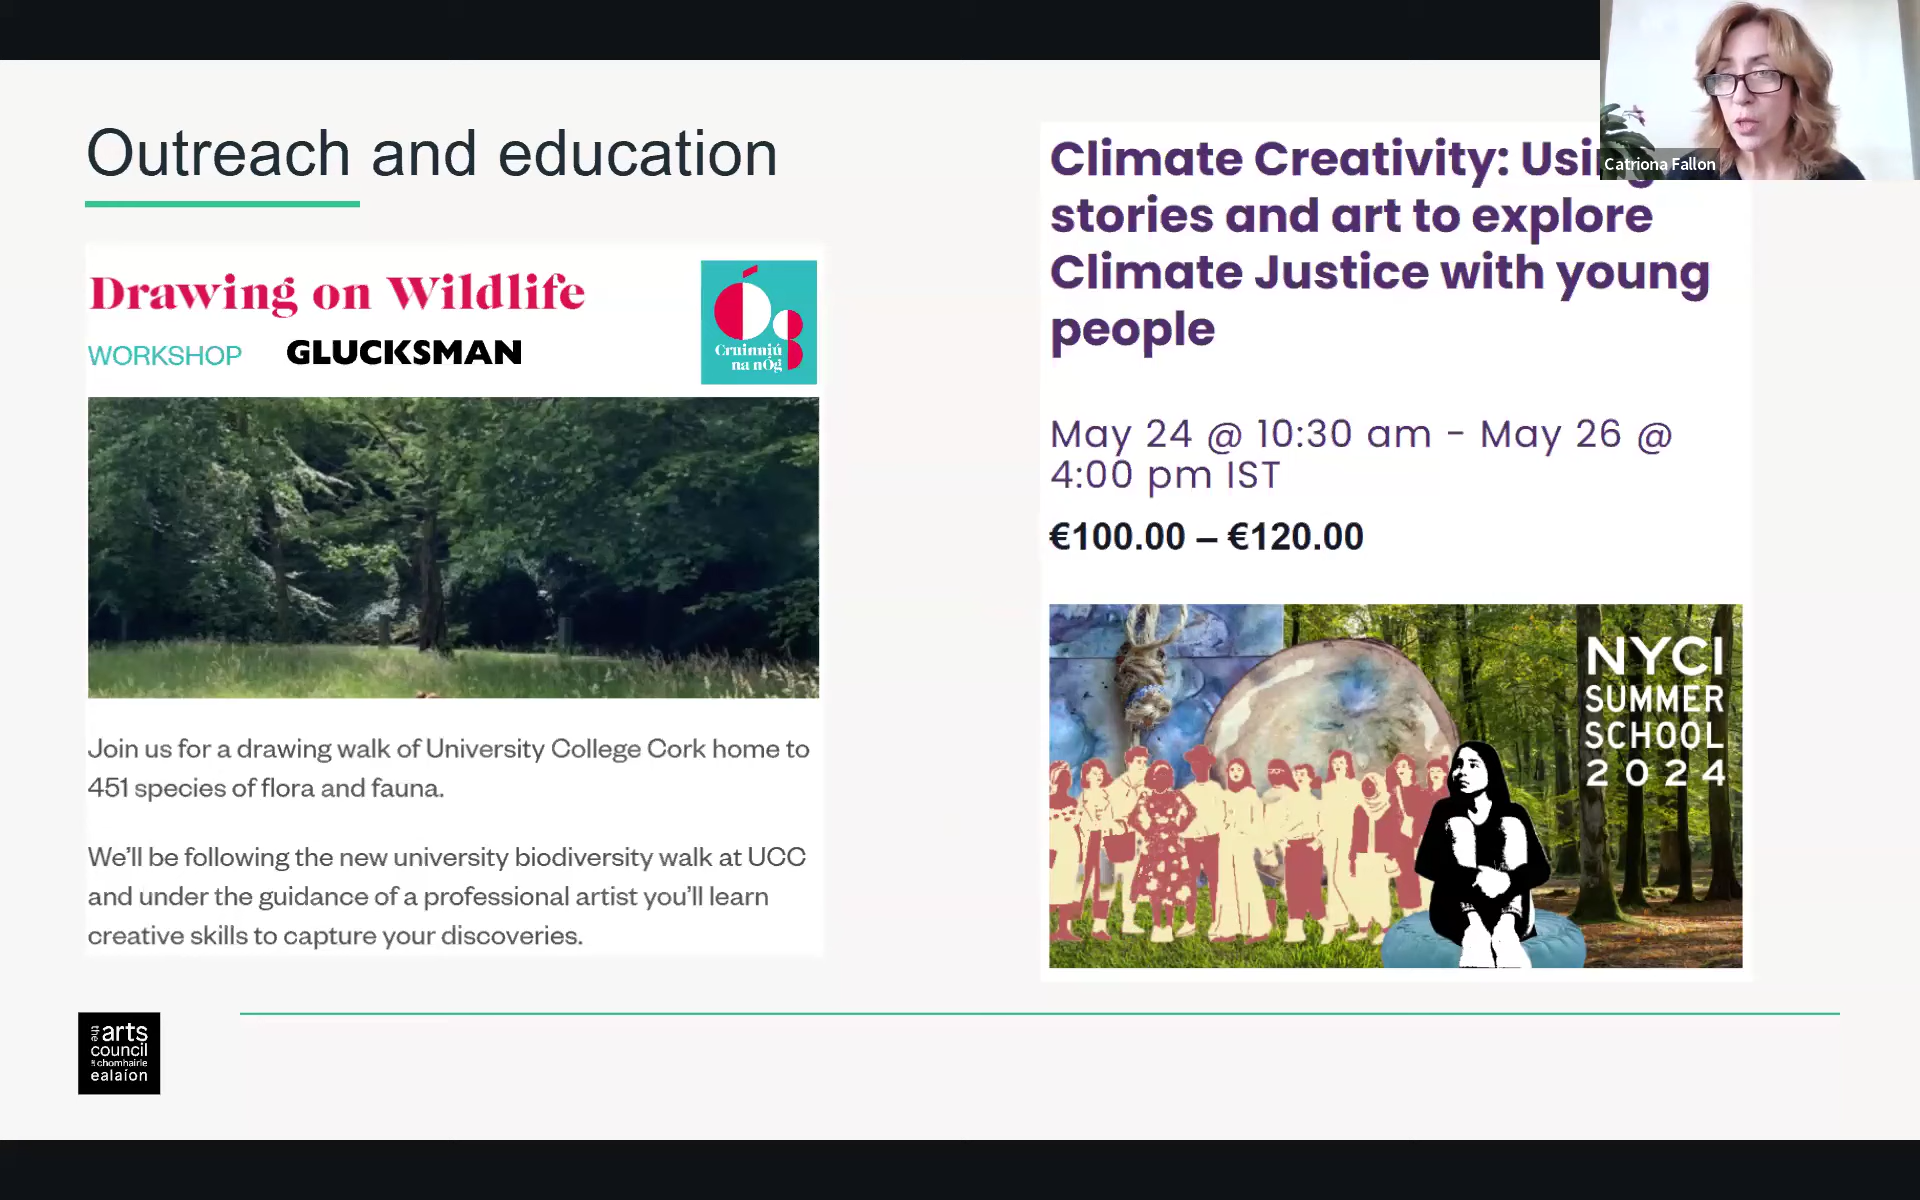 Outreach and education
Drawing on Wildlife
WORKSHOP GLUCKSMAN
Cruinniú
na nÓg
Join us for a drawing walk of University College Cork home to
451 species of flora and fauna.
We'll be following the new university biodiversity walk at UCC
and under the guidance of a professional artist you'll learn
creative skills to capture your discoveries.
Climate Creativity: Using
stories and art to explore
Climate Justice with young
people
May 24 @ 10:30 am - May 26 @
4:00 pm IST
€100.00 – €120.00
NYCI
SUMMER
SCHOOL
2024
Catriona Fallon
the arts
council
chomhairle
ealaíon